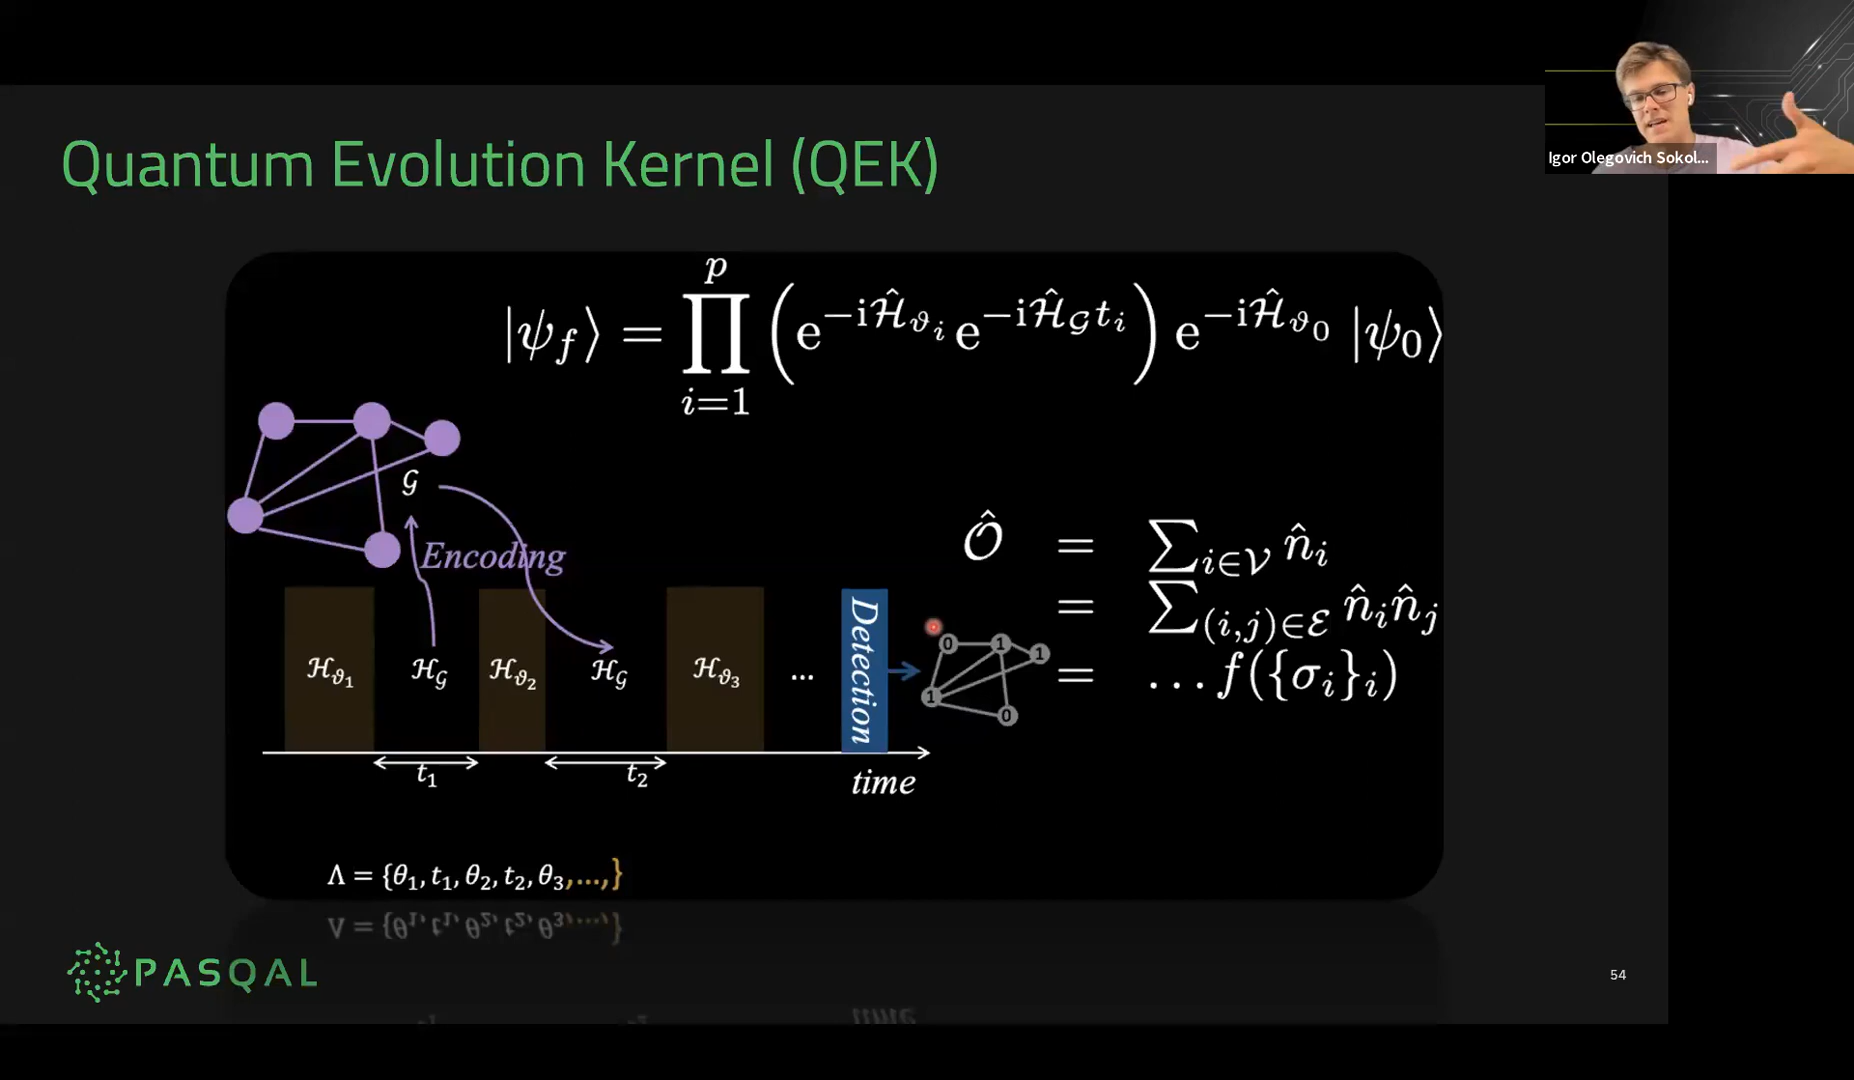 Igor Olegovich Sokol...
Quantum Evolution Kernel (QEK)
|ψ_f⟩ = ∏_{i=1}^{p} (e^{−iĤ_{ϑ_i}} e^{−iĤ_𝒢 t_i}) e^{−iĤ_{ϑ_0}} |ψ_0⟩
𝒢
Encoding
Ô = ∑_{i∈𝒱} n̂_i
= ∑_{(i,j)∈ℰ} n̂_i n̂_j
= ... f({σ_i}_i)
ℋ_{ϑ_1} ℋ_𝒢 ℋ_{ϑ_2} ℋ_𝒢 ℋ_{ϑ_3} ...
Detection
0 1 1
1 0
t_1 t_2
time
Λ = {θ_1, t_1, θ_2, t_2, θ_3,...,}
PASQAL
54